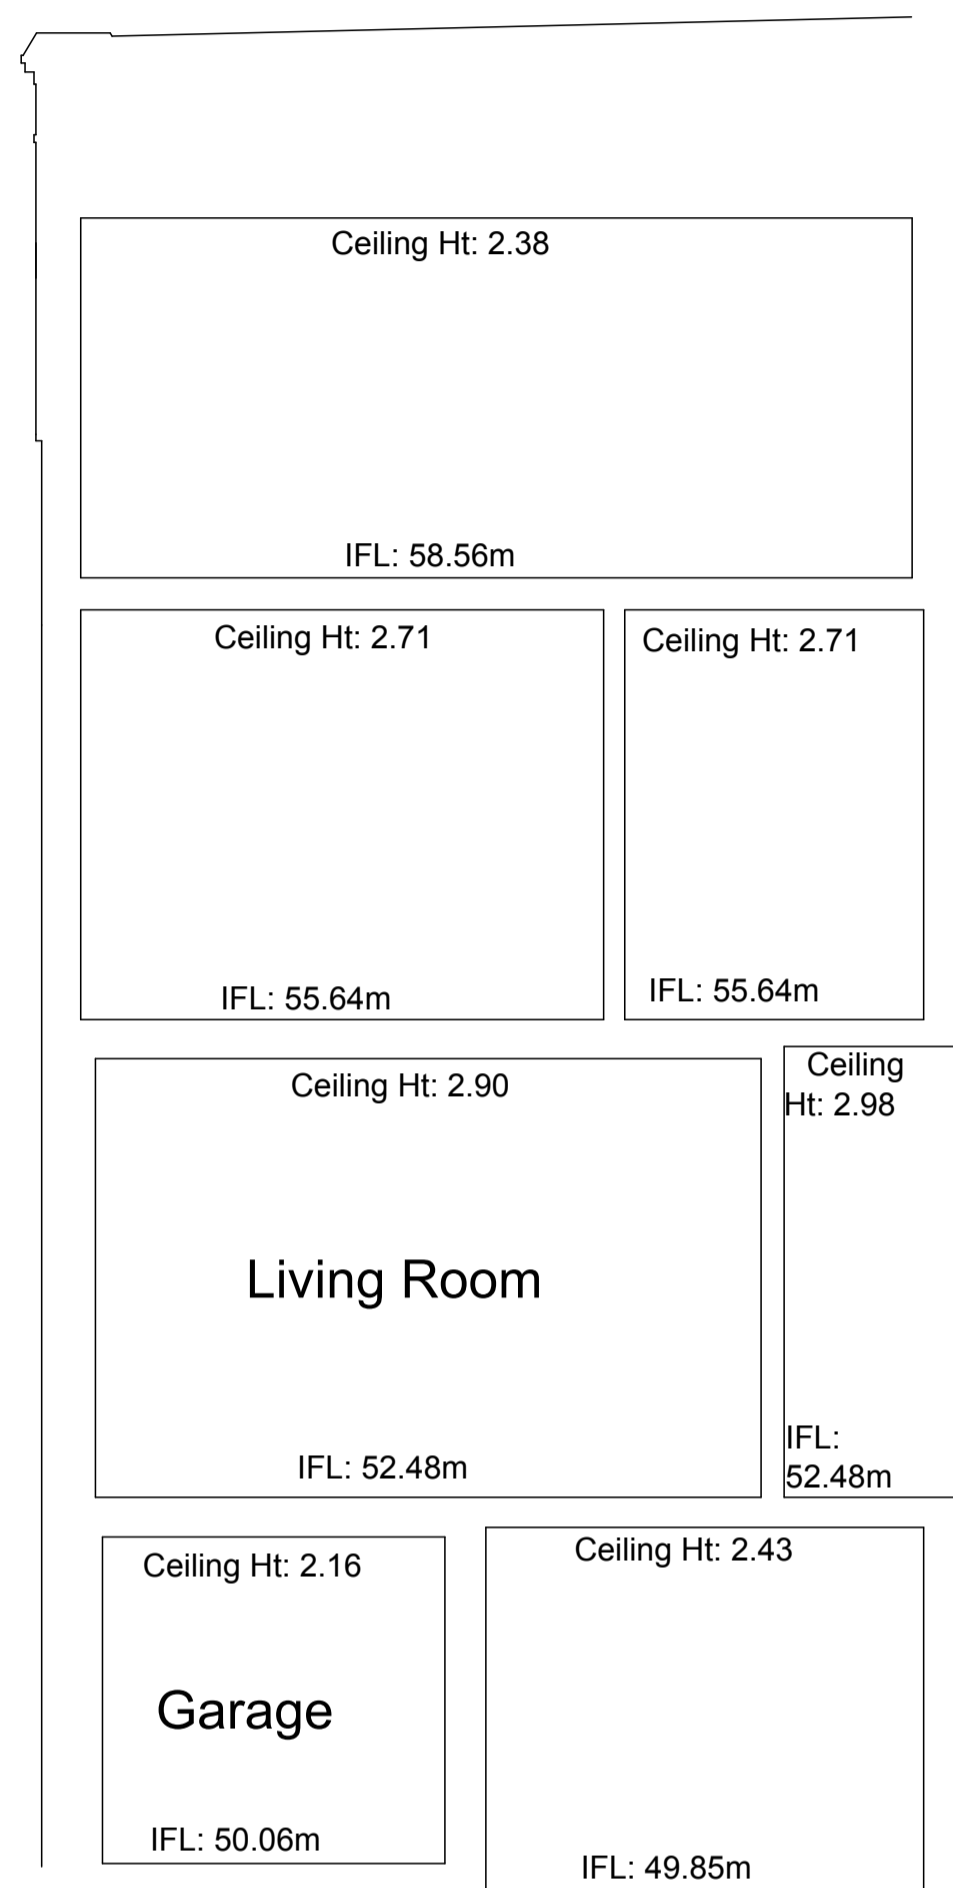 Ceiling Ht: 2.38
IFL: 58.56m
Ceiling Ht: 2.71
IFL: 55.64m
Ceiling Ht: 2.71
IFL: 55.64m
Ceiling Ht: 2.90
Living Room
IFL: 52.48m
Ceiling
Ht: 2.98
IFL:
52.48m
Ceiling Ht: 2.16
Garage
IFL: 50.06m
Ceiling Ht: 2.43
IFL: 49.85m